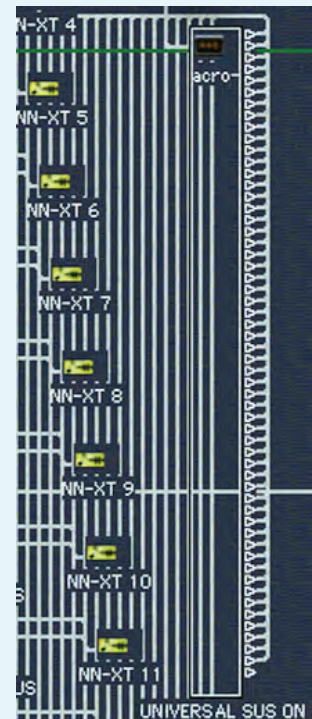 N-XT 4
acro-
NN-XT 5
NN-XT 6
NN-XT 7
NN-XT 8
NN-XT 9
NN-XT 10
S
NN-XT 11
US
UNIVERSAL SUS ON